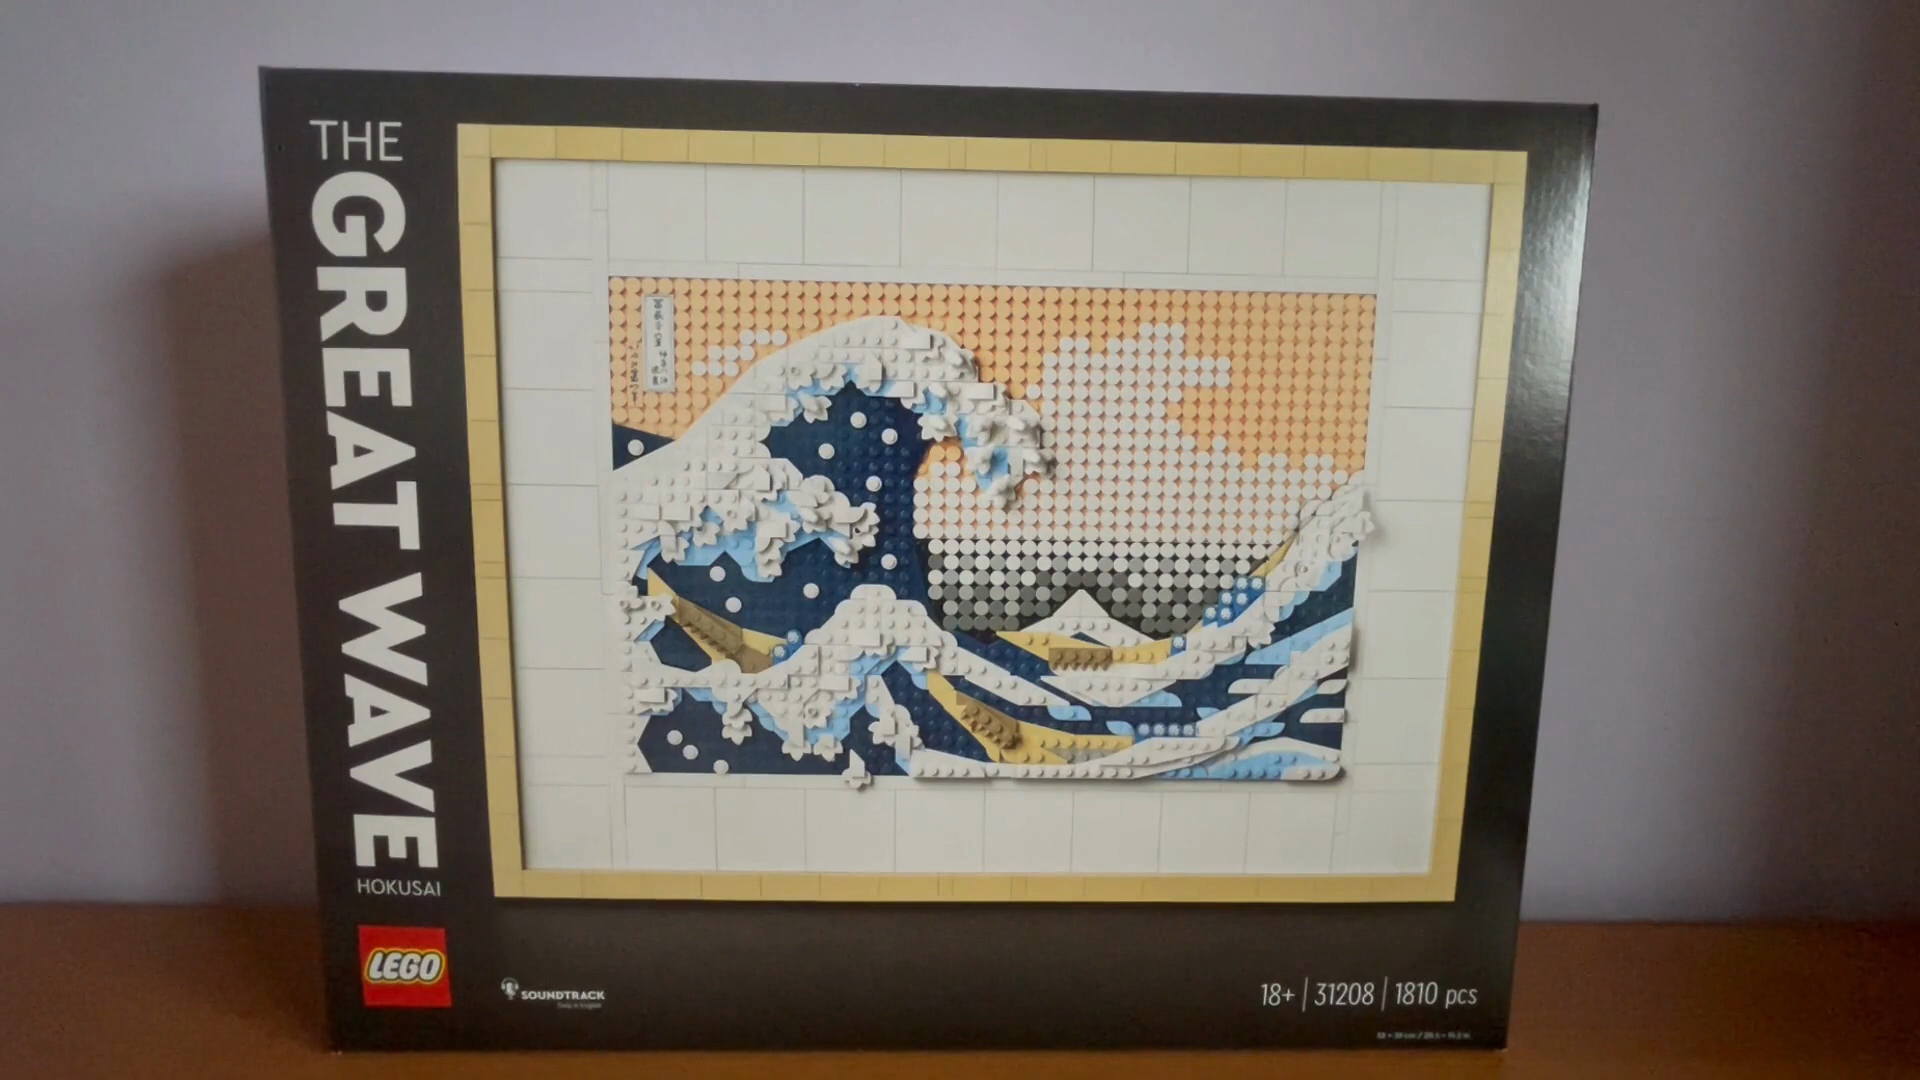 THE
GREAT WAVE
HOKUSAI
LEGO
SOUNDTRACK
18+ | 31208 | 1810 pcs